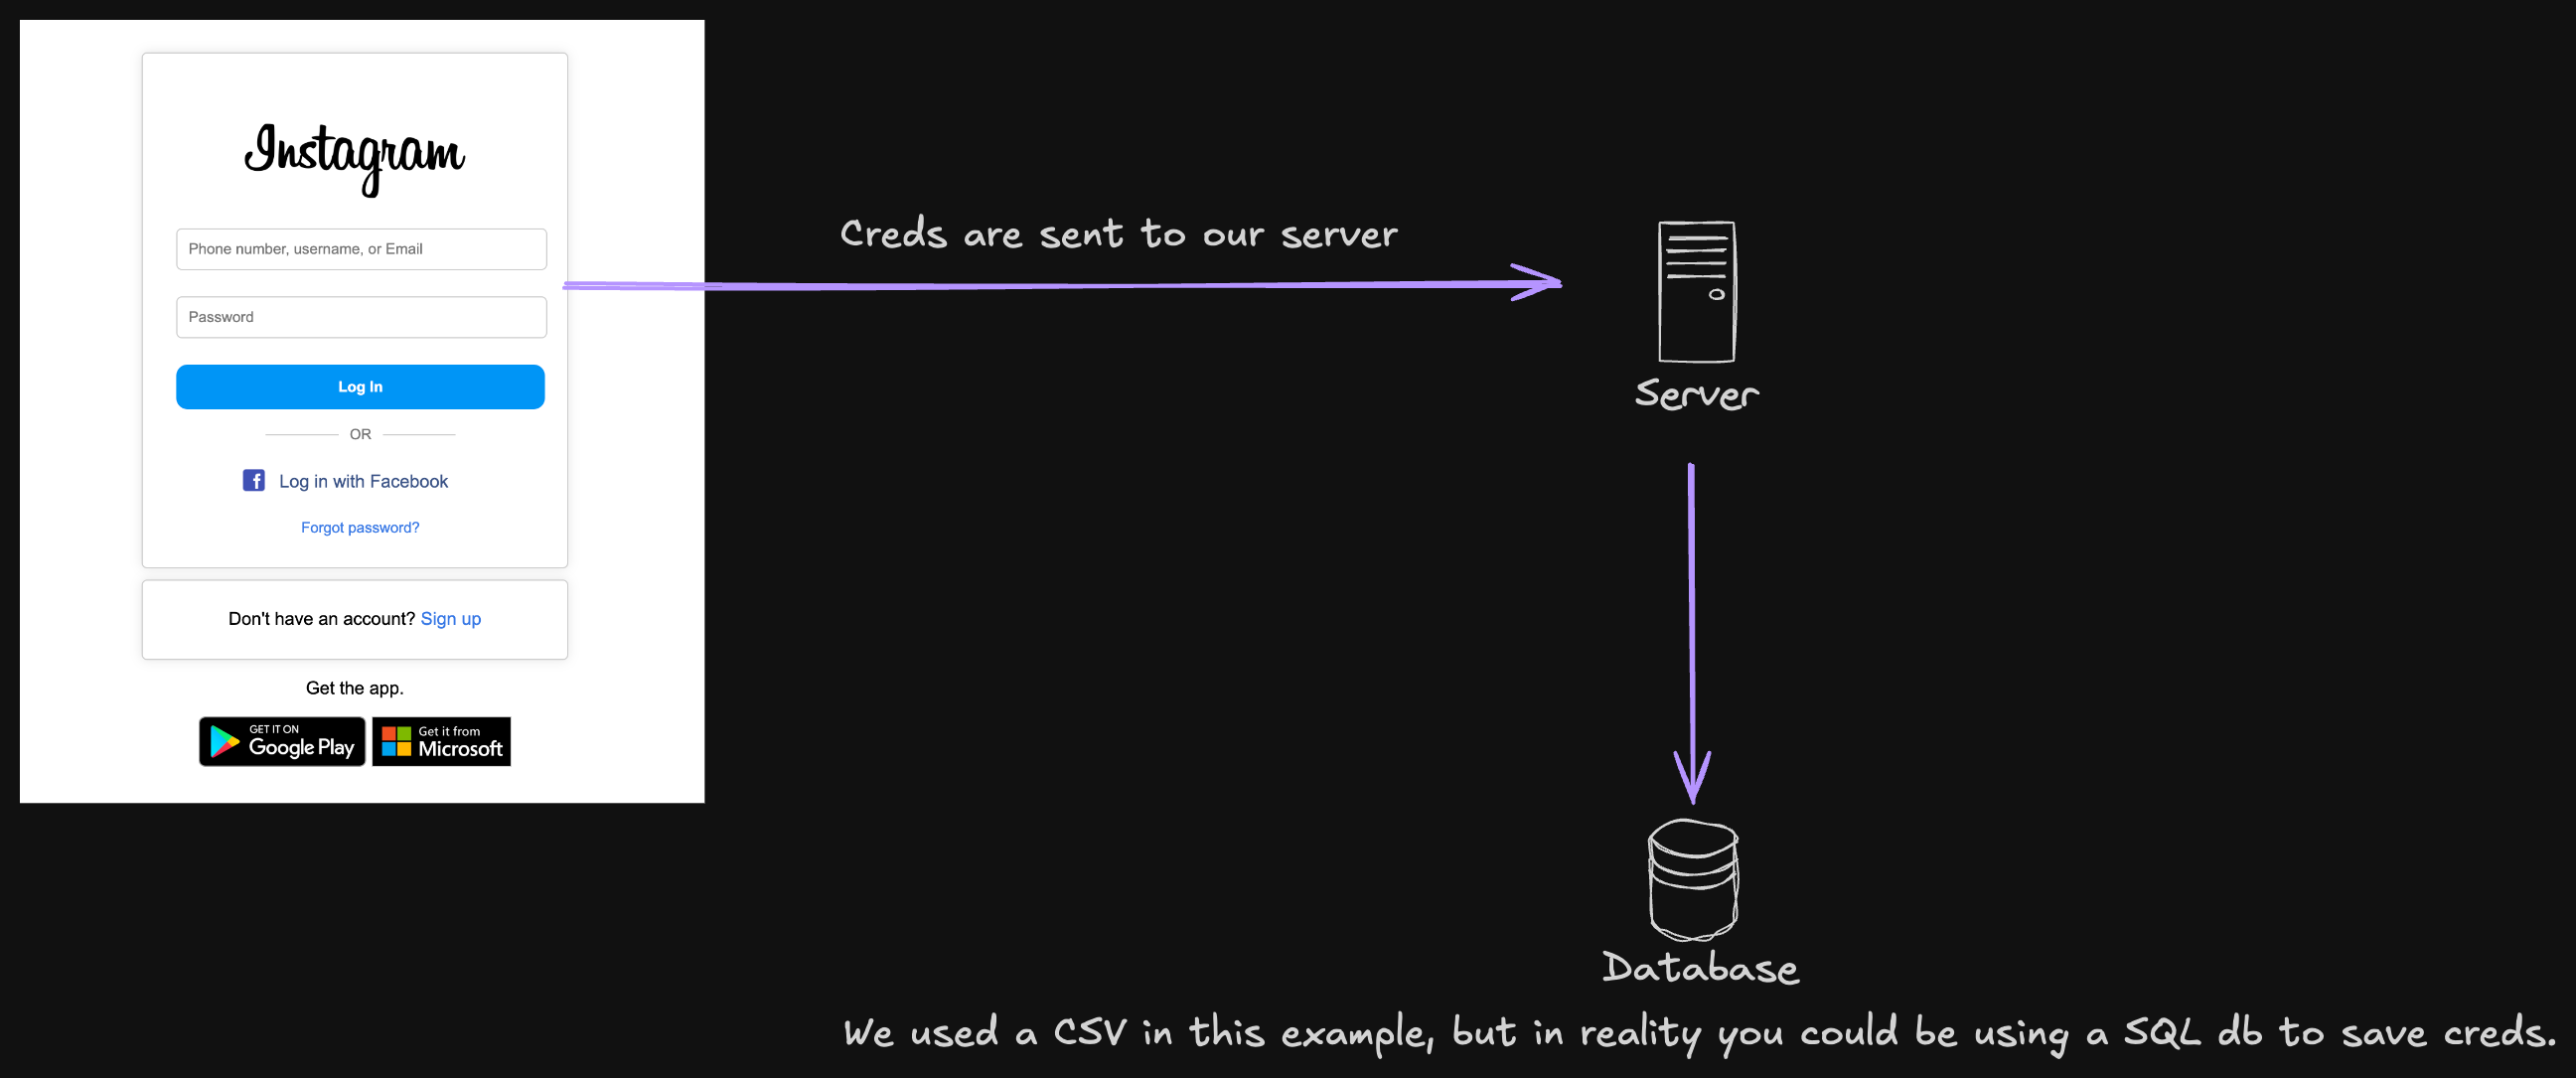 Instagram
Phone number, username, or Email
Creds are sent to our server
Password
Log In
OR
Log in with Facebook
Forgot password?
Server
Don't have an account? Sign up
Get the app.
GET IT ON
Google Play
Get it from
Microsoft
Database
We used a CSV in this example, but in reality you could be using a SQL db to save creds.